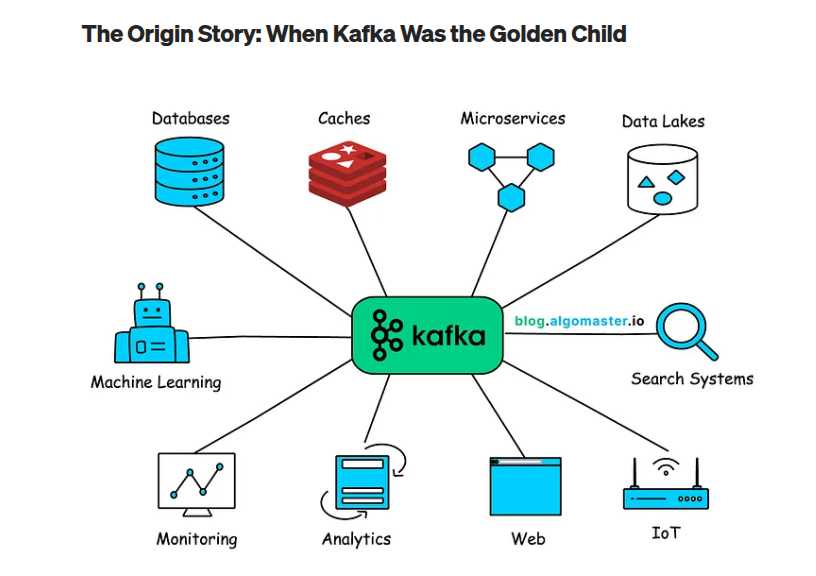 The Origin Story: When Kafka Was the Golden Child
Databases
Caches
Microservices
Data Lakes
kafka
blog.algomaster.io
Machine Learning
Search Systems
Monitoring
Analytics
Web
IoT